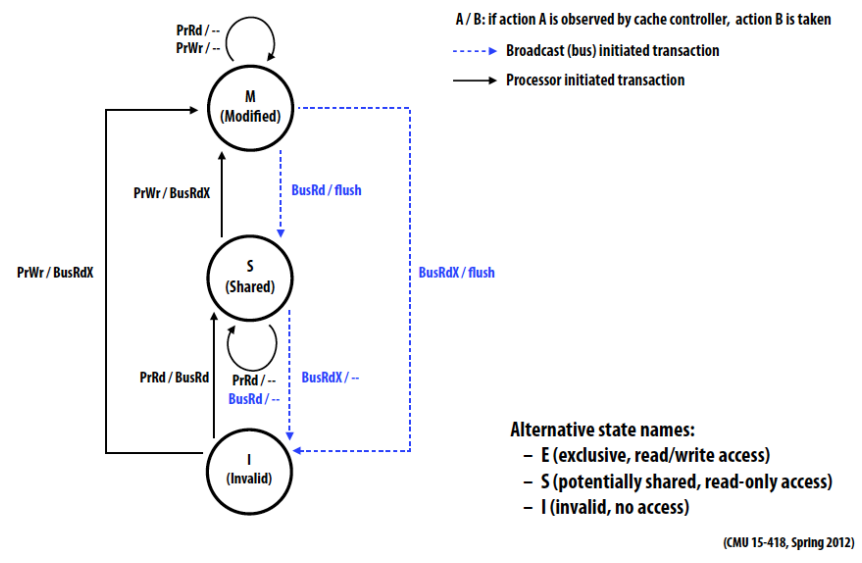 PrRd / --
PrWr / --
A / B: if action A is observed by cache controller, action B is taken
Broadcast (bus) initiated transaction
Processor initiated transaction
M
(Modified)
PrWr / BusRdX
BusRd / flush
PrWr / BusRdX
S
(Shared)
BusRdX / flush
PrRd / BusRd
PrRd / --
BusRd / --
BusRdX / --
I
(Invalid)
Alternative state names:
– E (exclusive, read/write access)
– S (potentially shared, read-only access)
– I (invalid, no access)
(CMU 15-418, Spring 2012)